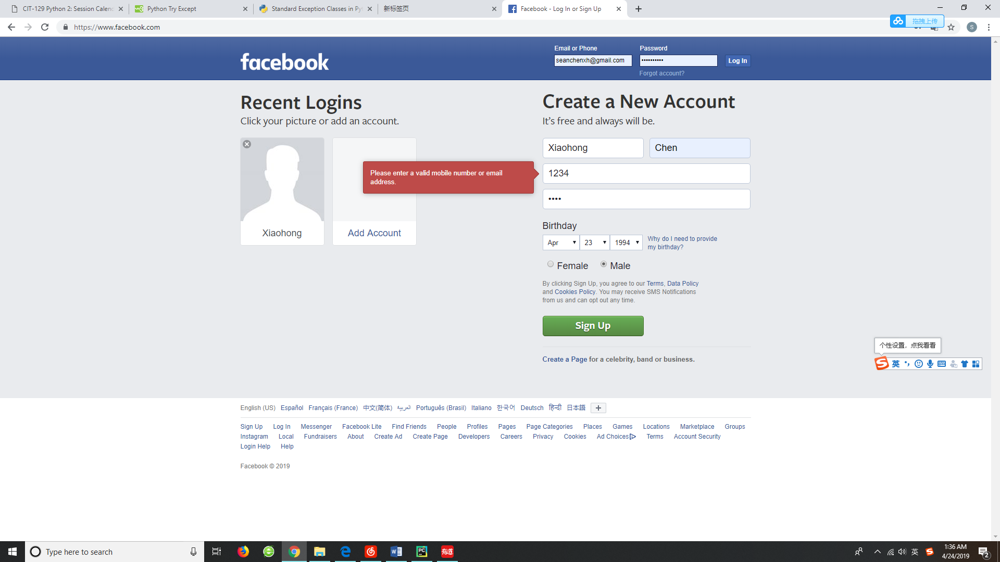 CIT-129 Python 2: Session Calend
Python Try Except
Standard Exception Classes in Pyt
新标签页
Facebook - Log In or Sign Up
https://www.facebook.com
拖拽上传
S
facebook
Email or Phone
Password
seanchenxh@gmail.com
••••••••••
Log In
Forgot account?
Recent Logins
Click your picture or add an account.
Xiaohong
Add Account
Please enter a valid mobile number or email
address.
Create a New Account
It’s free and always will be.
Xiaohong
Chen
1234
••••
Birthday
Apr 23 1994
Why do I need to provide
my birthday?
Female Male
By clicking Sign Up, you agree to our Terms, Data Policy
and Cookies Policy. You may receive SMS Notifications
from us and can opt out any time.
Sign Up
Create a Page for a celebrity, band or business.
个性设置，点我看看
S 英
English (US) Español Français (France) 中文(简体) العربية Português (Brasil) Italiano 한국어 Deutsch हिन्दी 日本語 +
Sign Up Log In Messenger Facebook Lite Find Friends People Profiles Pages Page Categories Places Games Locations Marketplace Groups
Instagram Local Fundraisers About Create Ad Create Page Developers Careers Privacy Cookies Ad Choices Terms Account Security
Login Help Help
Facebook © 2019
Type here to search
PC
有道
英
1:36 AM
4/24/2019
2